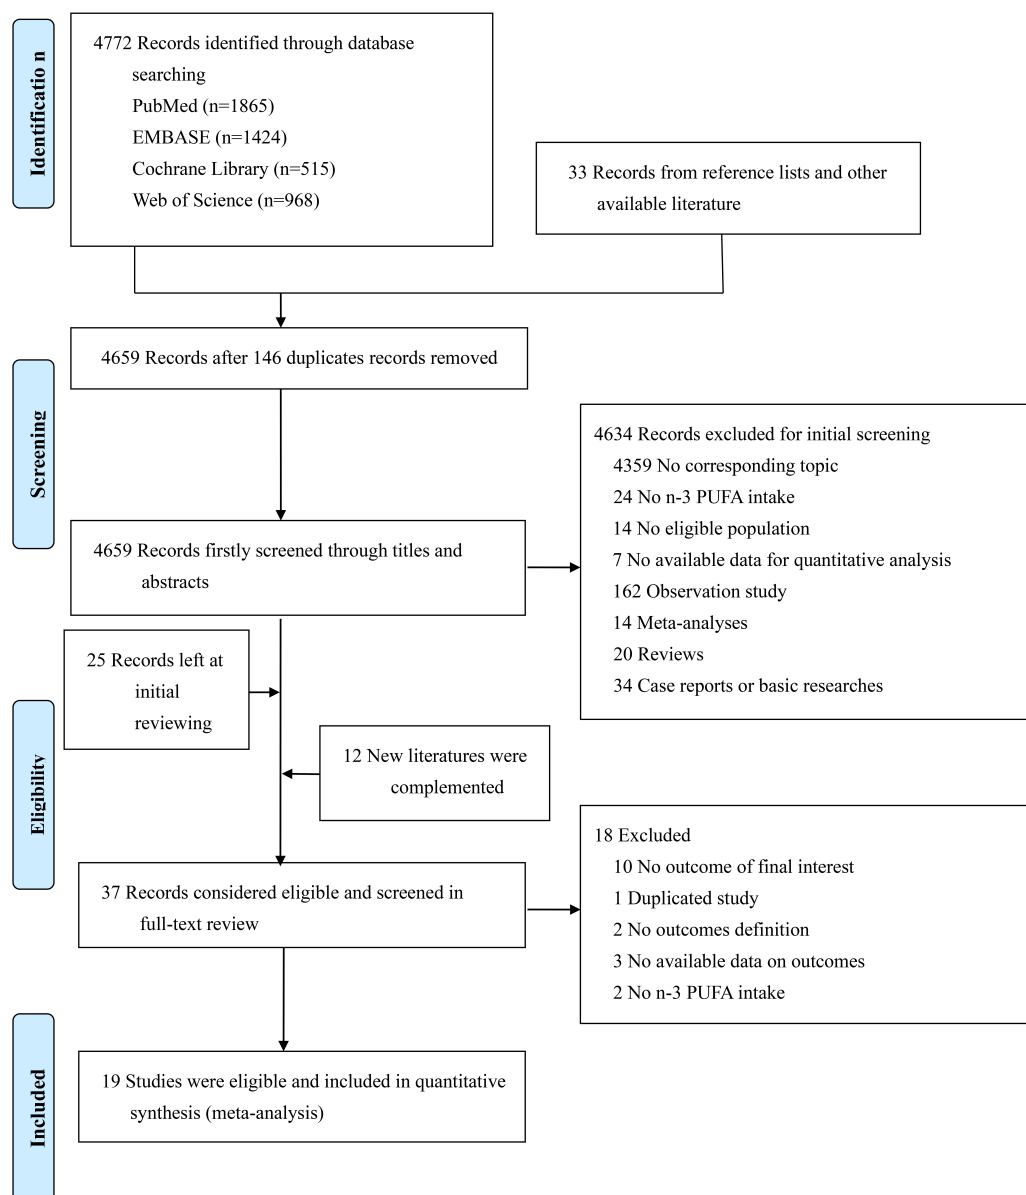 Identificatio n
4772 Records identified through database
searching
PubMed (n=1865)
EMBASE (n=1424)
Cochrane Library (n=515)
Web of Science (n=968)
33 Records from reference lists and other
available literature
Screening
4659 Records after 146 duplicates records removed
4659 Records firstly screened through titles and
abstracts
4634 Records excluded for initial screening
4359 No corresponding topic
24 No n-3 PUFA intake
14 No eligible population
7 No available data for quantitative analysis
162 Observation study
14 Meta-analyses
20 Reviews
34 Case reports or basic researches
Eligibility
25 Records left at
initial
reviewing
12 New literatures were
complemented
37 Records considered eligible and screened in
full-text review
18 Excluded
10 No outcome of final interest
1 Duplicated study
2 No outcomes definition
3 No available data on outcomes
2 No n-3 PUFA intake
Included
19 Studies were eligible and included in quantitative
synthesis (meta-analysis)